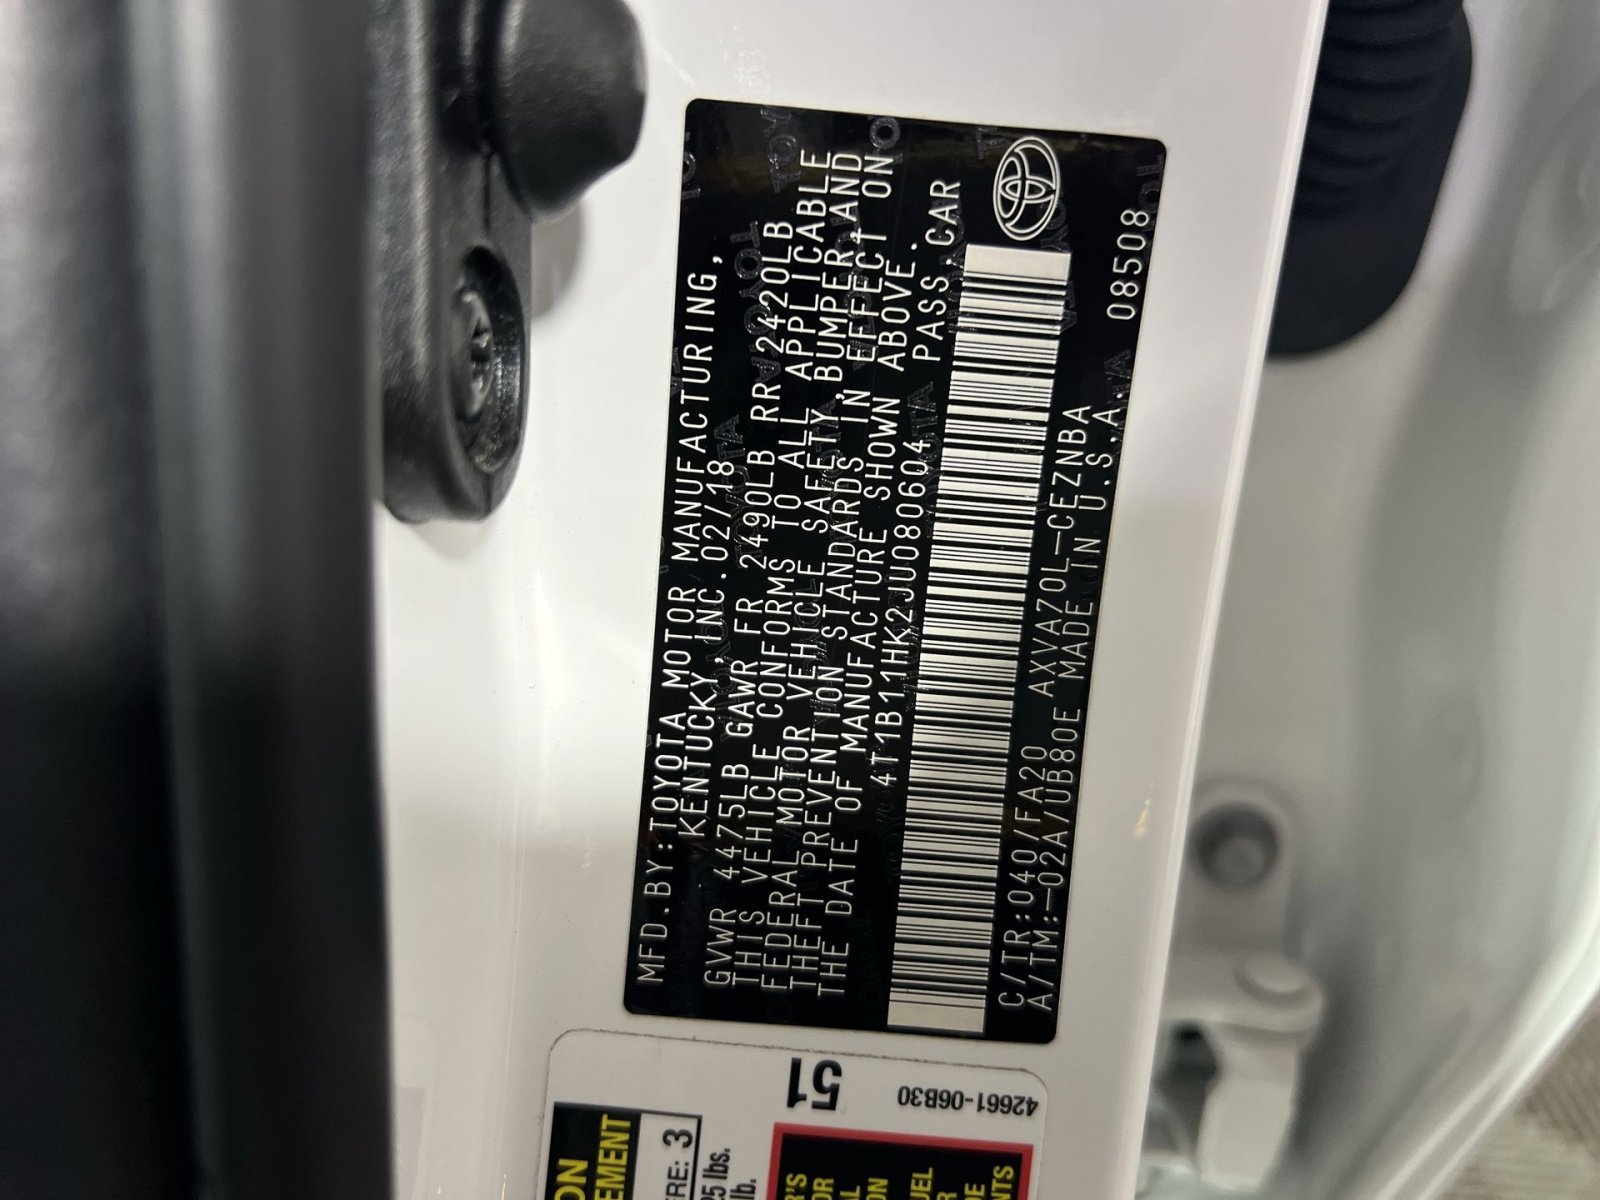 MFD.BY:TOYOTA MOTOR MANUFACTURING,
KENTUCKY, INC.02/18
GVWR 4475LB GAWR FR 2490LB RR 2420LB
THIS VEHICLE CONFORMS TO ALL APPLICABLE
FEDERAL MOTOR VEHICLE SAFETY, BUMPER, AND
THEFT PREVENTION STANDARDS IN EFFECT ON
THE DATE OF MANUFACTURE SHOWN ABOVE.
4T1B11HK2JU080604 PASS.CAR
C/TR:040/FA20 AXVA70L-CEZNBA
A/TM:-02A/UB80E MADE IN U.S.A.
08508
51
42661-06B30
3
lbs.
lb.